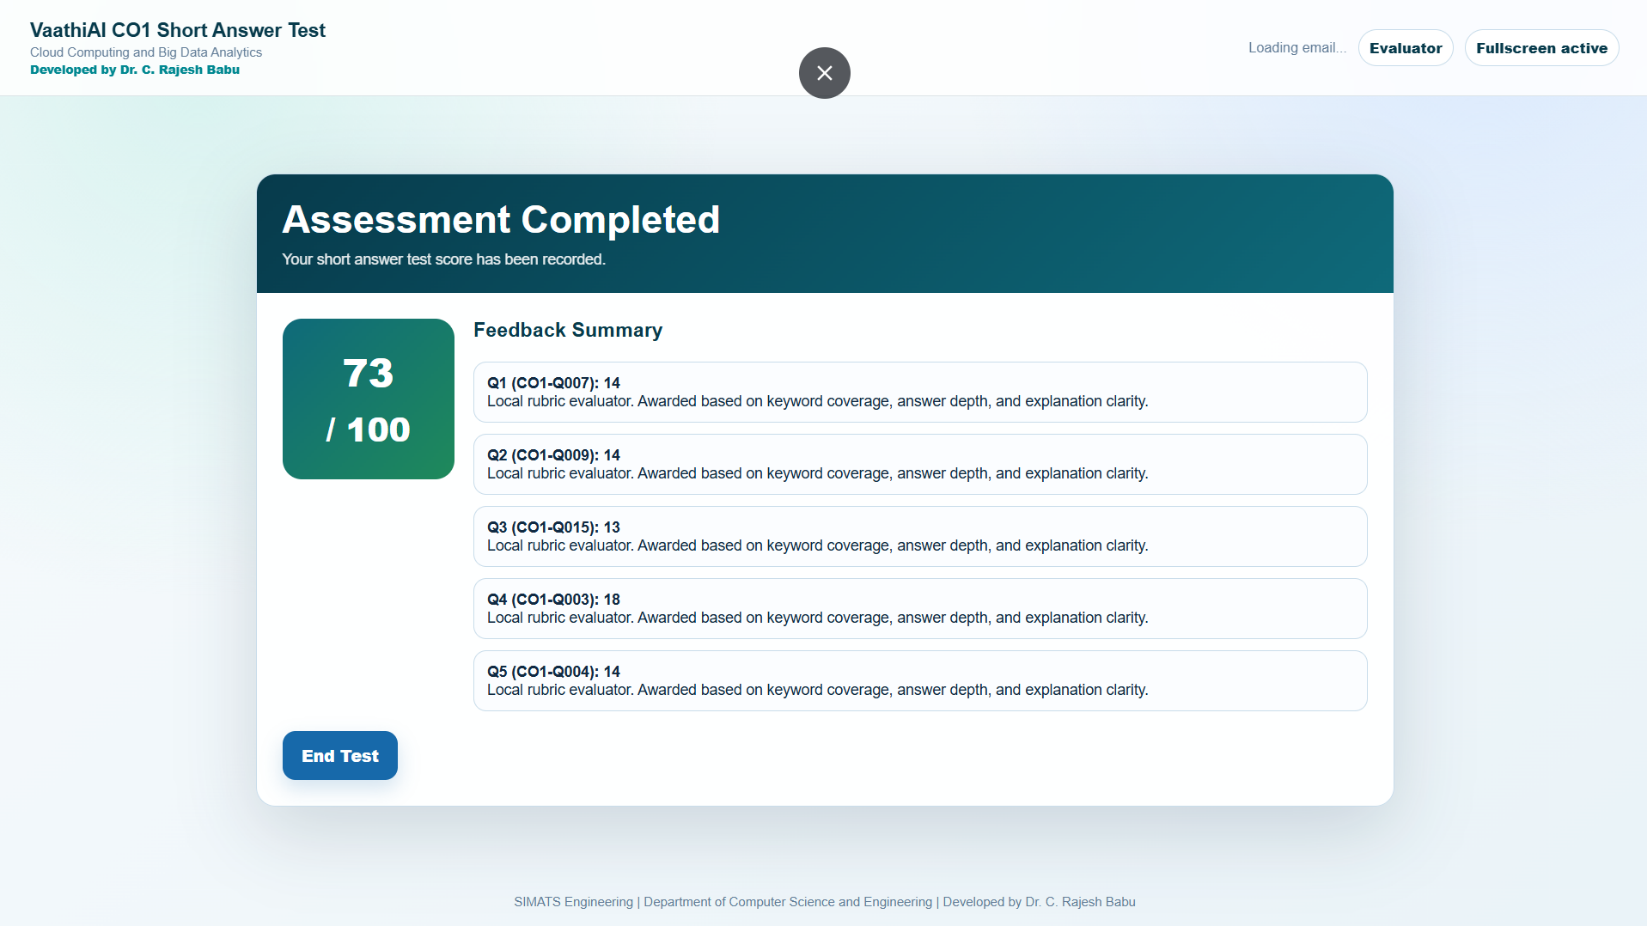 VaathiAI CO1 Short Answer Test
Cloud Computing and Big Data Analytics
Developed by Dr. C. Rajesh Babu
Loading email...
Evaluator
Fullscreen active
Assessment Completed
Your short answer test score has been recorded.
73
/ 100
Feedback Summary
Q1 (CO1-Q007): 14
Local rubric evaluator. Awarded based on keyword coverage, answer depth, and explanation clarity.
Q2 (CO1-Q009): 14
Local rubric evaluator. Awarded based on keyword coverage, answer depth, and explanation clarity.
Q3 (CO1-Q015): 13
Local rubric evaluator. Awarded based on keyword coverage, answer depth, and explanation clarity.
Q4 (CO1-Q003): 18
Local rubric evaluator. Awarded based on keyword coverage, answer depth, and explanation clarity.
Q5 (CO1-Q004): 14
Local rubric evaluator. Awarded based on keyword coverage, answer depth, and explanation clarity.
End Test
SIMATS Engineering | Department of Computer Science and Engineering | Developed by Dr. C. Rajesh Babu